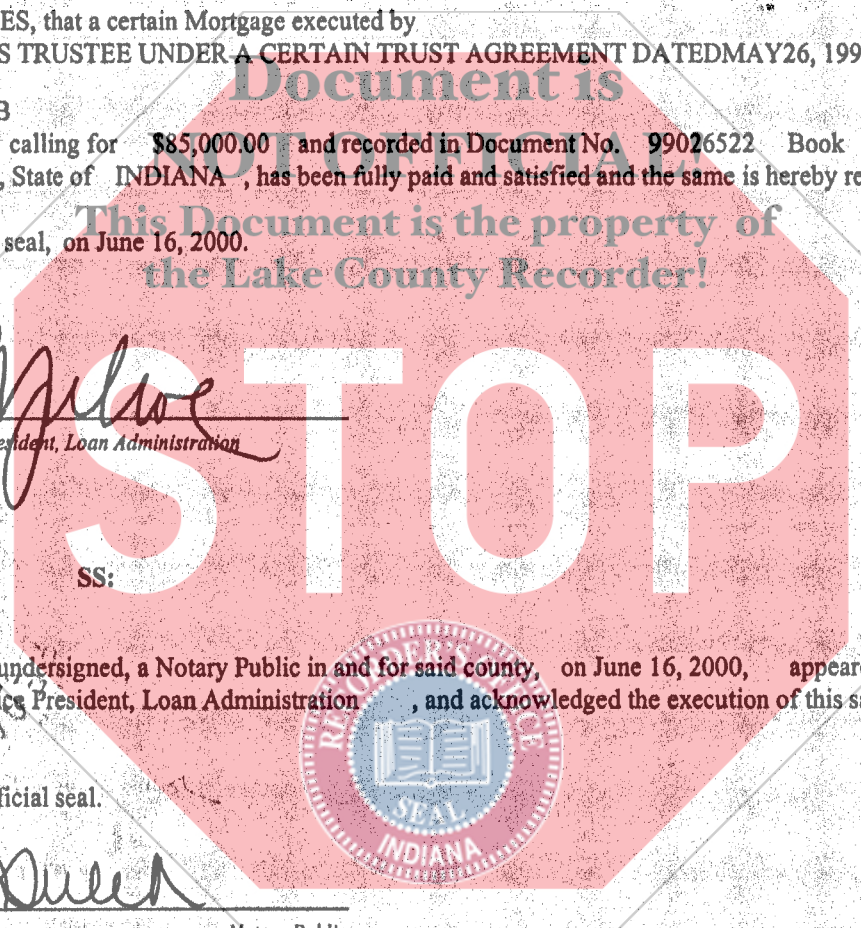 ES, that a certain Mortgage executed by
S TRUSTEE UNDER A CERTAIN TRUST AGREEMENT DATEDMAY26, 199
Document is
B
calling for $85,000.00 and recorded in Document No. 99026522 Book
NOT OFFICIAL!
, State of INDIANA , has been fully paid and satisfied and the same is hereby re
This Document is the property of
seal, on June 16, 2000.
the Lake County Recorder!
STOP
esident, Loan Administration
SS:
undersigned, a Notary Public in and for said county, on June 16, 2000, appeare
ice President, Loan Administration , and acknowledged the execution of this sa
RECORDER'S OFFICE
SEAL
INDIANA
ficial seal.